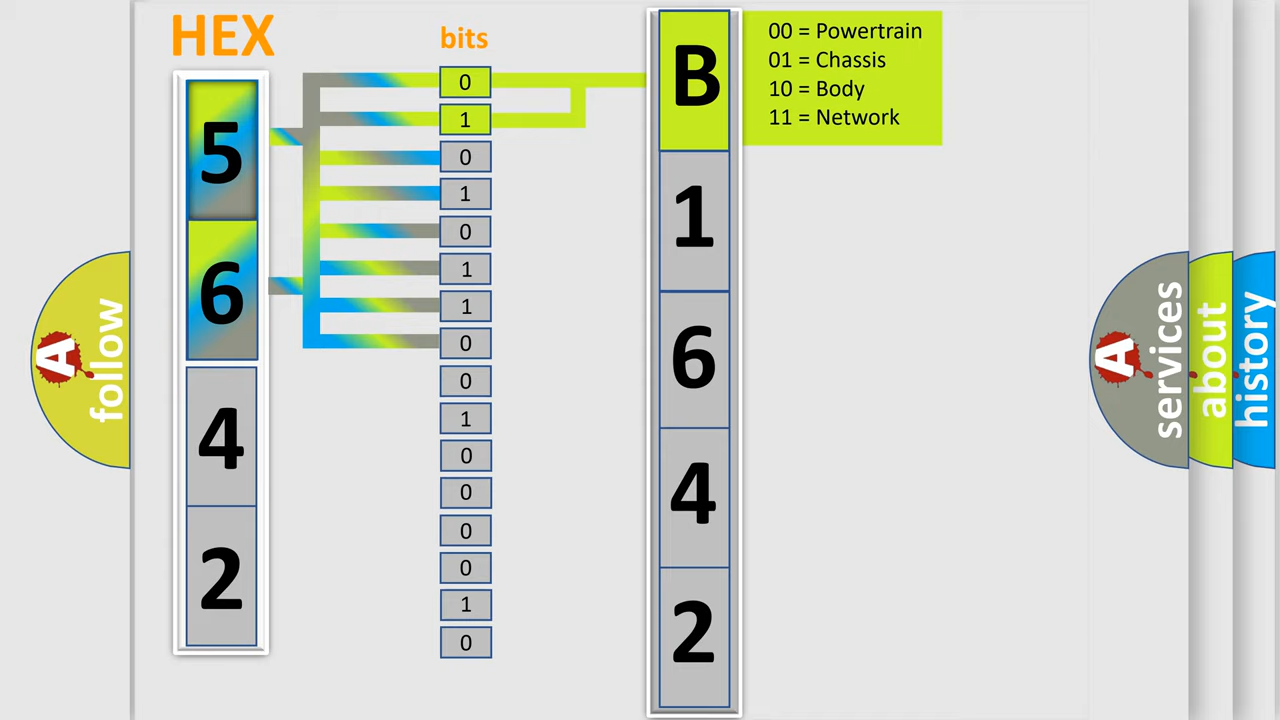 HEX
bits
5
6
4
2
0
1
0
1
0
1
1
0
0
1
0
0
0
0
1
0
B
1
6
4
2
00 = Powertrain
01 = Chassis
10 = Body
11 = Network
A
follow
A
services
about
history